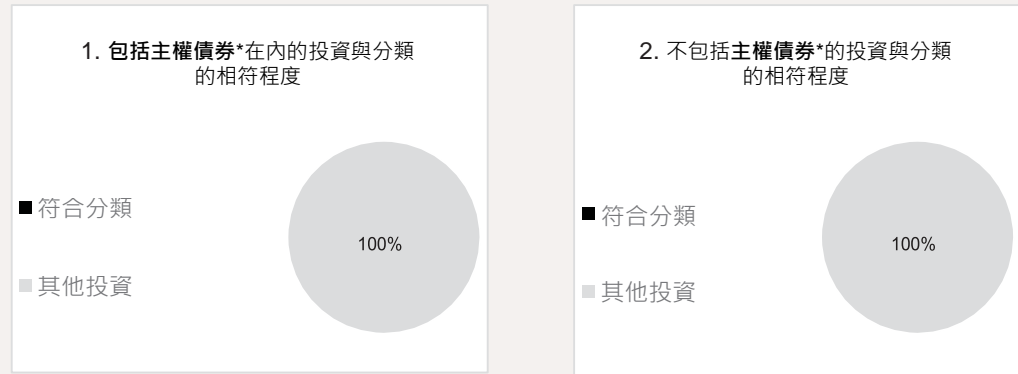 1. 包括主權債券*在內的投資與分類
的相符程度
符合分類
其他投資
100%
2. 不包括主權債券*的投資與分類
的相符程度
符合分類
其他投資
100%